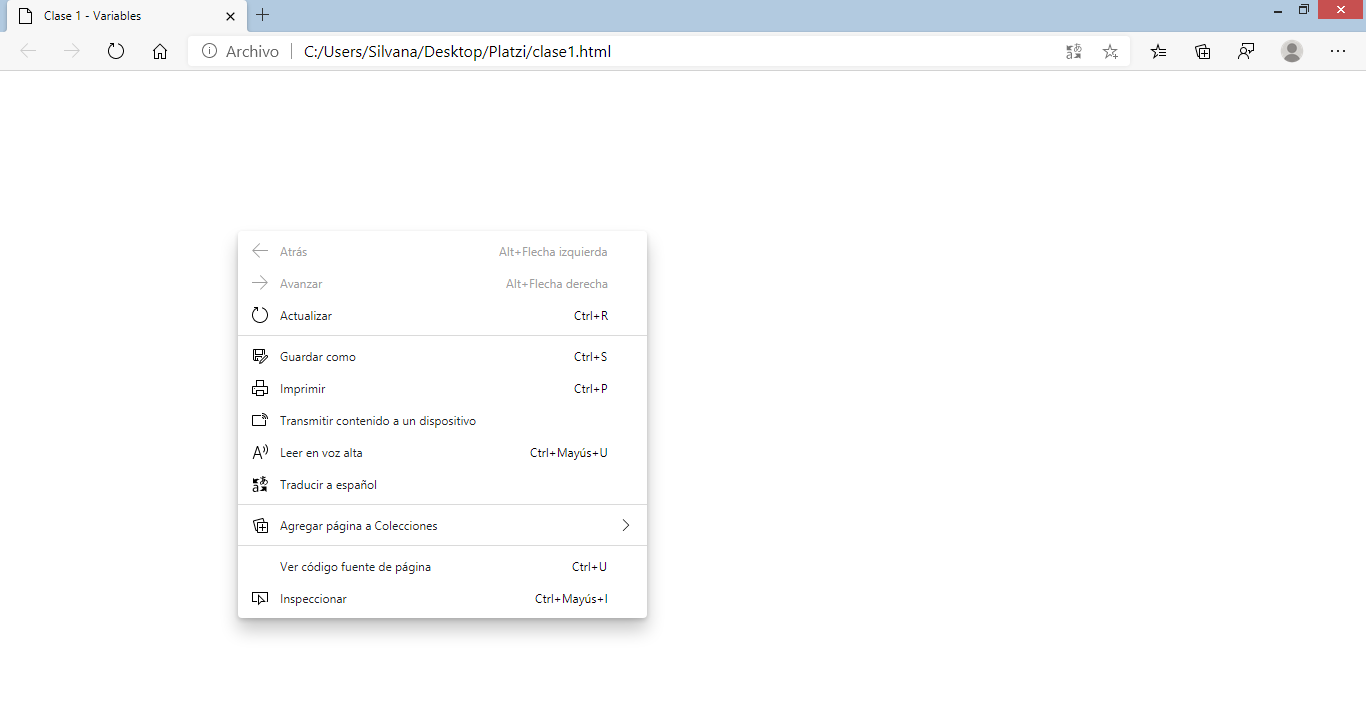 Clase 1 - Variables
Archivo C:/Users/Silvana/Desktop/Platzi/clase1.html
Atrás Alt+Flecha izquierda
Avanzar Alt+Flecha derecha
Actualizar Ctrl+R
Guardar como Ctrl+S
Imprimir Ctrl+P
Transmitir contenido a un dispositivo
Leer en voz alta Ctrl+Mayús+U
Traducir a español
Agregar página a Colecciones
Ver código fuente de página Ctrl+U
Inspeccionar Ctrl+Mayús+I